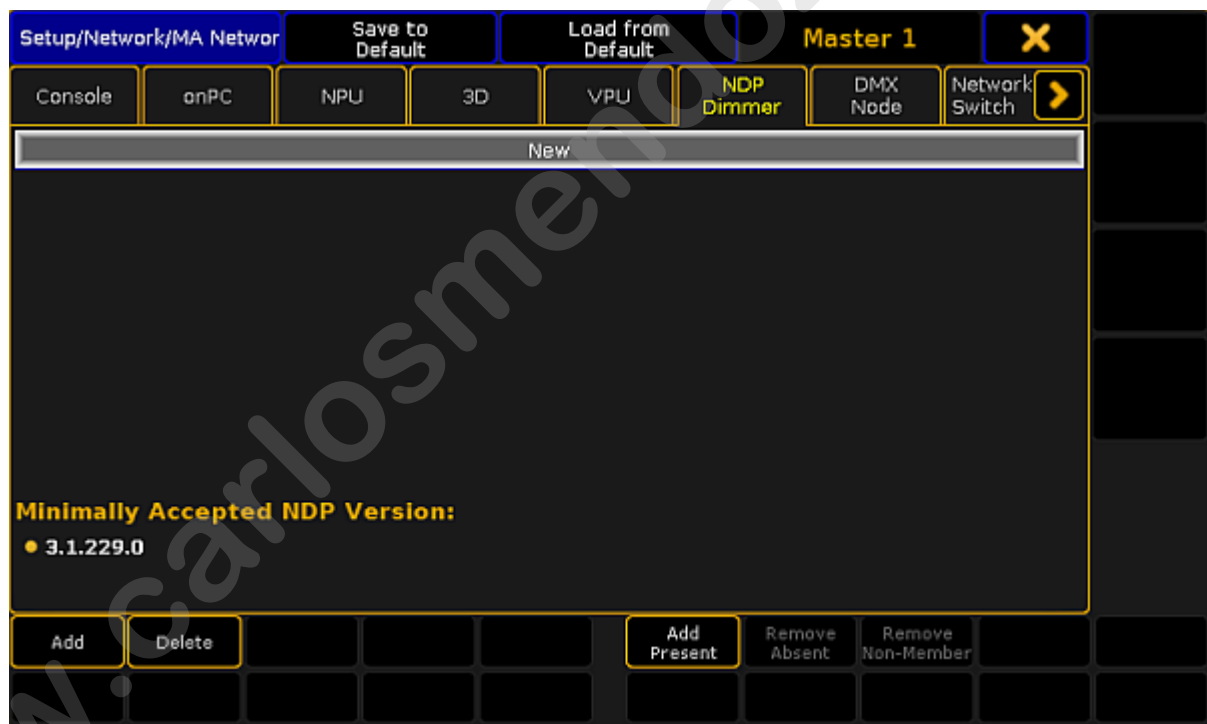 Setup/Network/MA Networ
Save to
Default
Load from
Default
Master 1
Console
onPC
NPU
3D
VPU
NDP
Dimmer
DMX
Node
Network
Switch
New
Minimally Accepted NDP Version:
3.1.229.0
Add
Delete
Add
Present
Remove
Absent
Remove
Non-Member
w.carlosmendoz